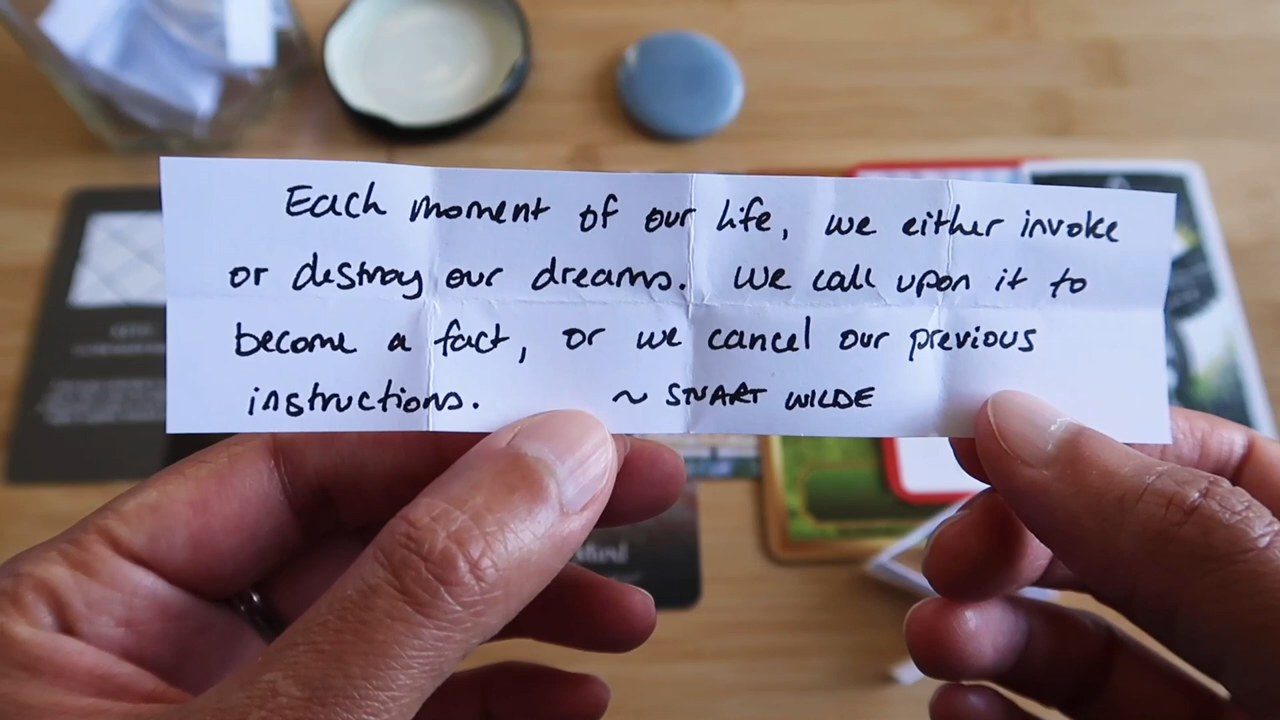 Each moment of our life, we either invoke
or destroy our dreams. We call upon it to
become a fact, or we cancel our previous
instructions. ~ STUART WILDE